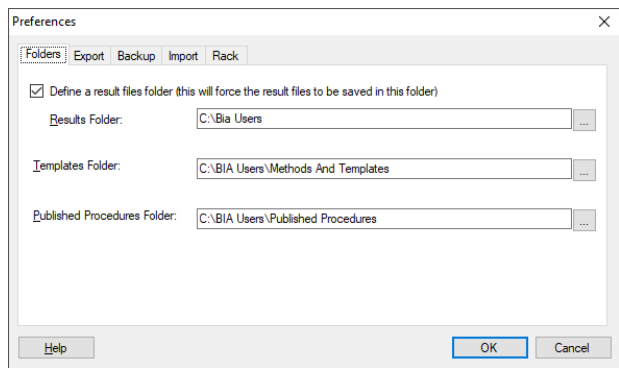 Preferences
Folders Export Backup Import Rack
Define a result files folder (this will force the result files to be saved in this folder)
Results Folder: C:\Bia Users ...
Templates Folder: C:\BIA Users\Methods And Templates ...
Published Procedures Folder: C:\BIA Users\Published Procedures ...
Help OK Cancel